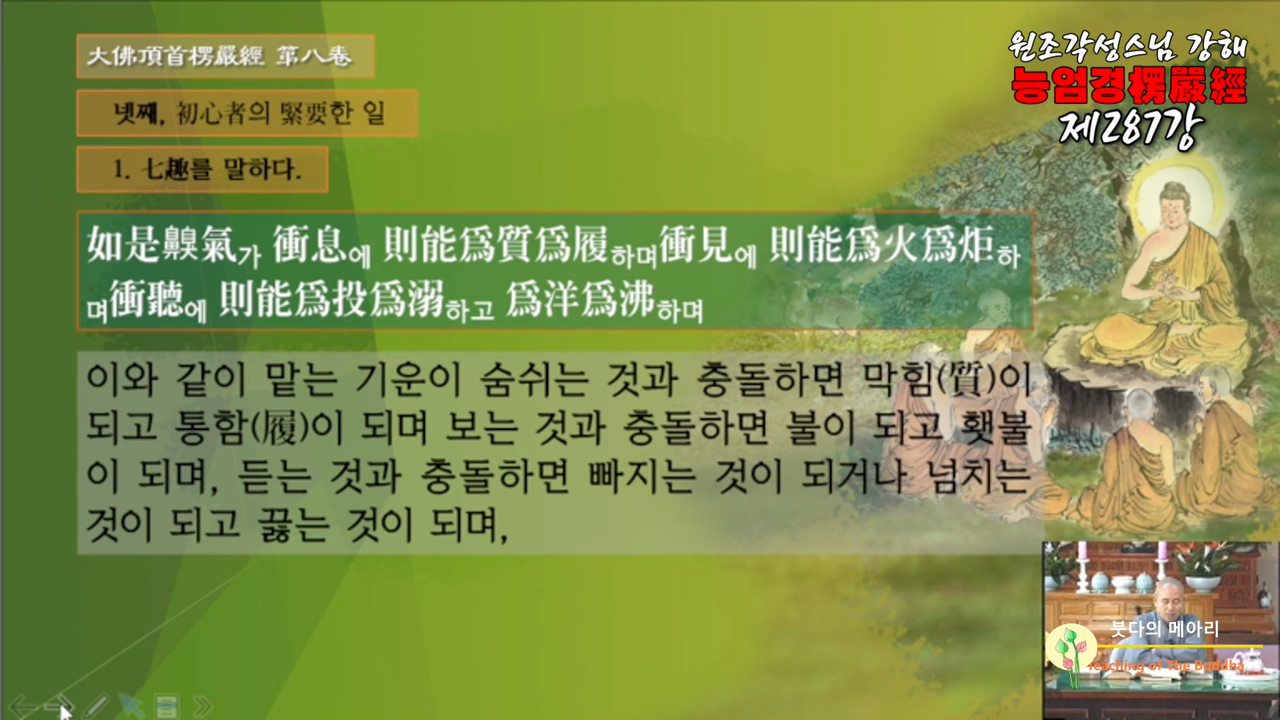 大佛頂首楞嚴經 第八卷
넷째, 初心者의 緊要한 일
1. 七趣를 말하다.
如是齅氣가 衝息에 則能爲質爲履하며衝見에 則能爲火爲炬하
며衝聽에 則能爲投爲溺하고 爲洋爲沸하며
이와 같이 맡는 기운이 숨쉬는 것과 충돌하면 막힘(質)이
되고 통함(履)이 되며 보는 것과 충돌하면 불이 되고 횃불
이 되며, 듣는 것과 충돌하면 빠지는 것이 되거나 넘치는
것이 되고 끓는 것이 되며,
원조각성스님 강해
능엄경楞嚴經
제287강
붓다의 메아리
Teaching of The Buddha